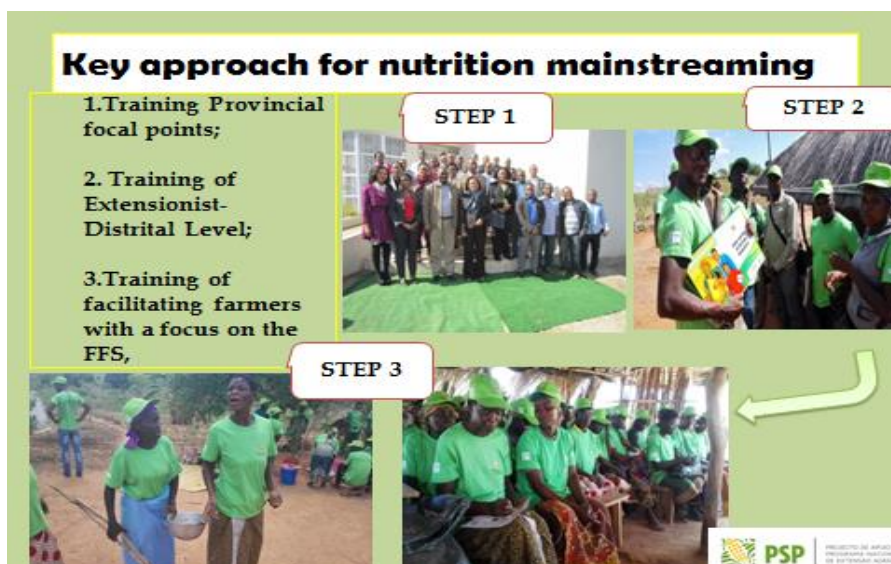 Key approach for nutrition mainstreaming
1.Training Provincial
focal points;
2. Training of
Extensionist-
Distrital Level;
3.Training of
facilitating farmers
with a focus on the
FFS,
STEP 1
STEP 2
STEP 3
PSP